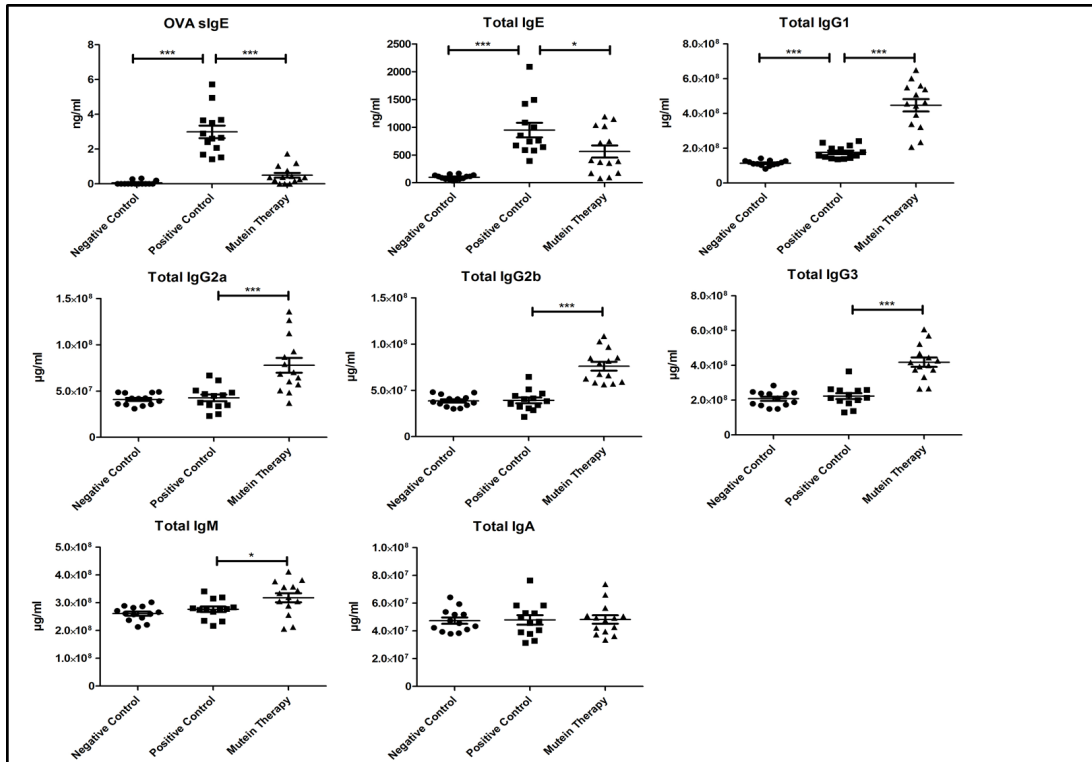 OVA sIgE
ng/ml
8
6
4
2
0
***
***
Negative Control
Positive Control
Mutein Therapy
Total IgE
ng/ml
2500
2000
1500
1000
500
0
***
*
Negative Control
Positive Control
Mutein Therapy
Total IgG1
µg/ml
8.0×10⁸
6.0×10⁸
4.0×10⁸
2.0×10⁸
0
***
***
Negative Control
Positive Control
Mutein Therapy
Total IgG2a
µg/ml
1.5×10⁸
1.0×10⁸
5.0×10⁷
0
***
Negative Control
Positive Control
Mutein Therapy
Total IgG2b
µg/ml
1.5×10⁸
1.0×10⁸
5.0×10⁷
0
***
Negative Control
Positive Control
Mutein Therapy
Total IgG3
µg/ml
8.0×10⁸
6.0×10⁸
4.0×10⁸
2.0×10⁸
0
***
Negative Control
Positive Control
Mutein Therapy
Total IgM
µg/ml
5.0×10⁸
4.0×10⁸
3.0×10⁸
2.0×10⁸
1.0×10⁸
0
*
Negative Control
Positive Control
Mutein Therapy
Total IgA
µg/ml
1.0×10⁸
8.0×10⁷
6.0×10⁷
4.0×10⁷
2.0×10⁷
0
Negative Control
Positive Control
Mutein Therapy